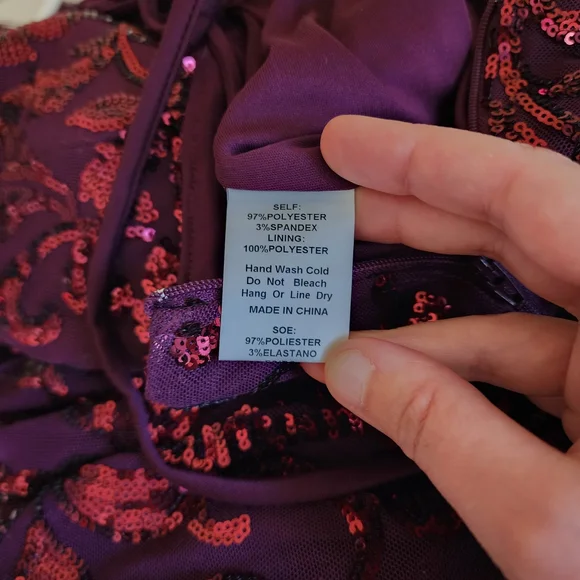 SELF:
97%POLYESTER
3%SPANDEX
LINING:
100%POLYESTER
Hand Wash Cold
Do Not Bleach
Hang Or Line Dry
MADE IN CHINA
SOE:
97%POLIESTER
3%ELASTANO